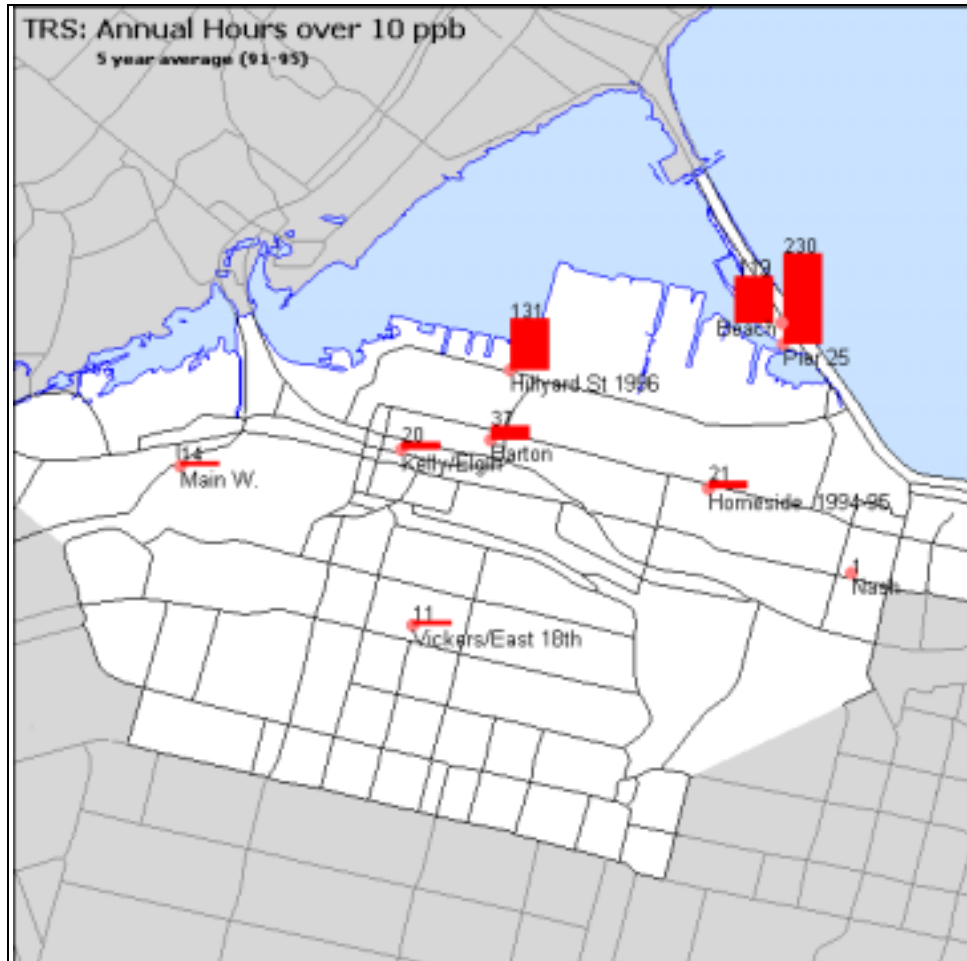 TRS: Annual Hours over 10 ppb
5 year average (91-95)
230
119
Beach
Pier 25
131
Hillyard St 1996
37
Barton
20
Kelly/Elgin
14
Main W.
21
Homeside 1994-95
1
Nash
11
Vickers/East 18th